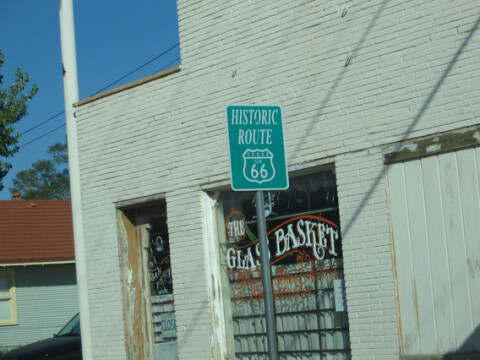 HISTORIC
ROUTE
US
66
THE
GLASS BASKET